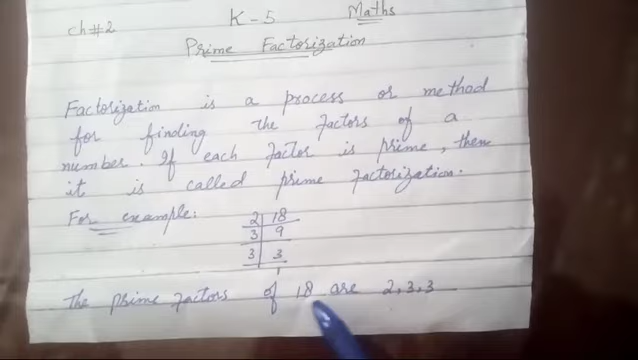 Ch#2 K-5 Maths
Prime Factorization
Factorization is a process or method
for finding the factors of a
number. If each factor is prime, then
it is called prime factorization.
For example: 2 | 18
3 | 9
3 | 3
1
The prime factors of 18 are 2,3,3